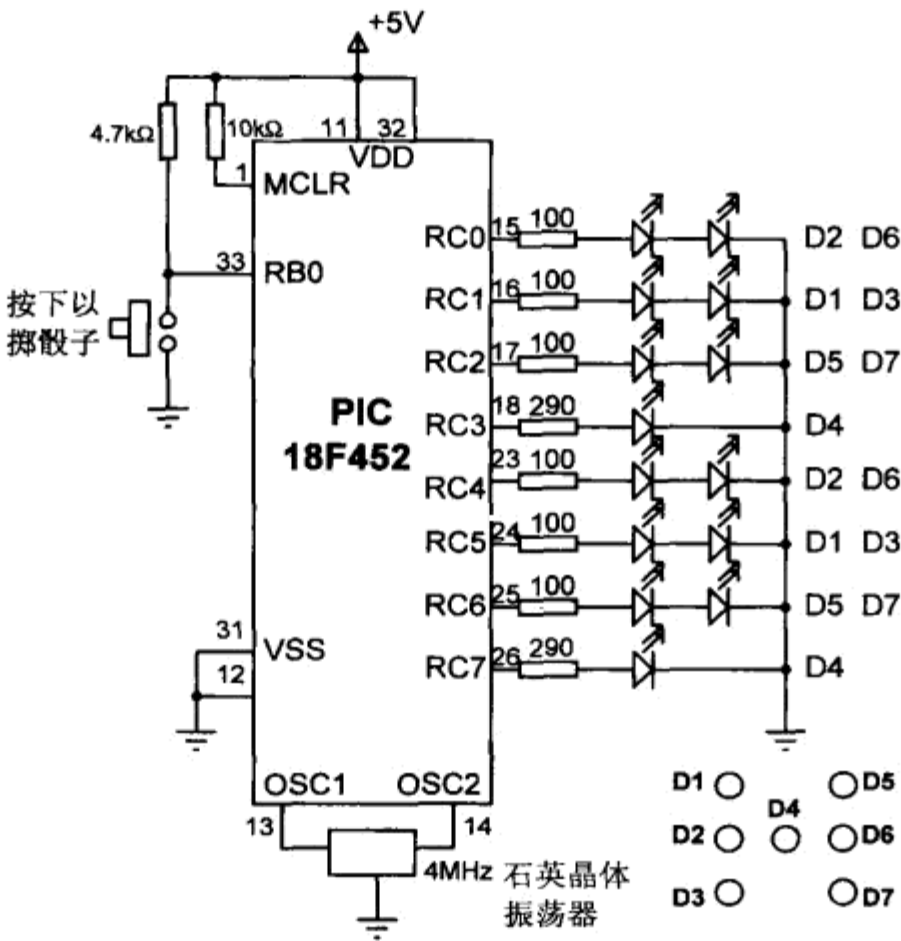 +5V
4.7kΩ
10kΩ
11
32
VDD
1
MCLR
33
RB0
按下以
掷骰子
PIC
18F452
RC0
15
100
D2 D6
RC1
16
100
D1 D3
RC2
17
100
D5 D7
RC3
18
290
D4
RC4
23
100
D2 D6
RC5
24
100
D1 D3
RC6
25
100
D5 D7
RC7
26
290
D4
31
VSS
12
OSC1
OSC2
13
14
4MHz
石英晶体
振荡器
D1
D5
D4
D2
D6
D3
D7